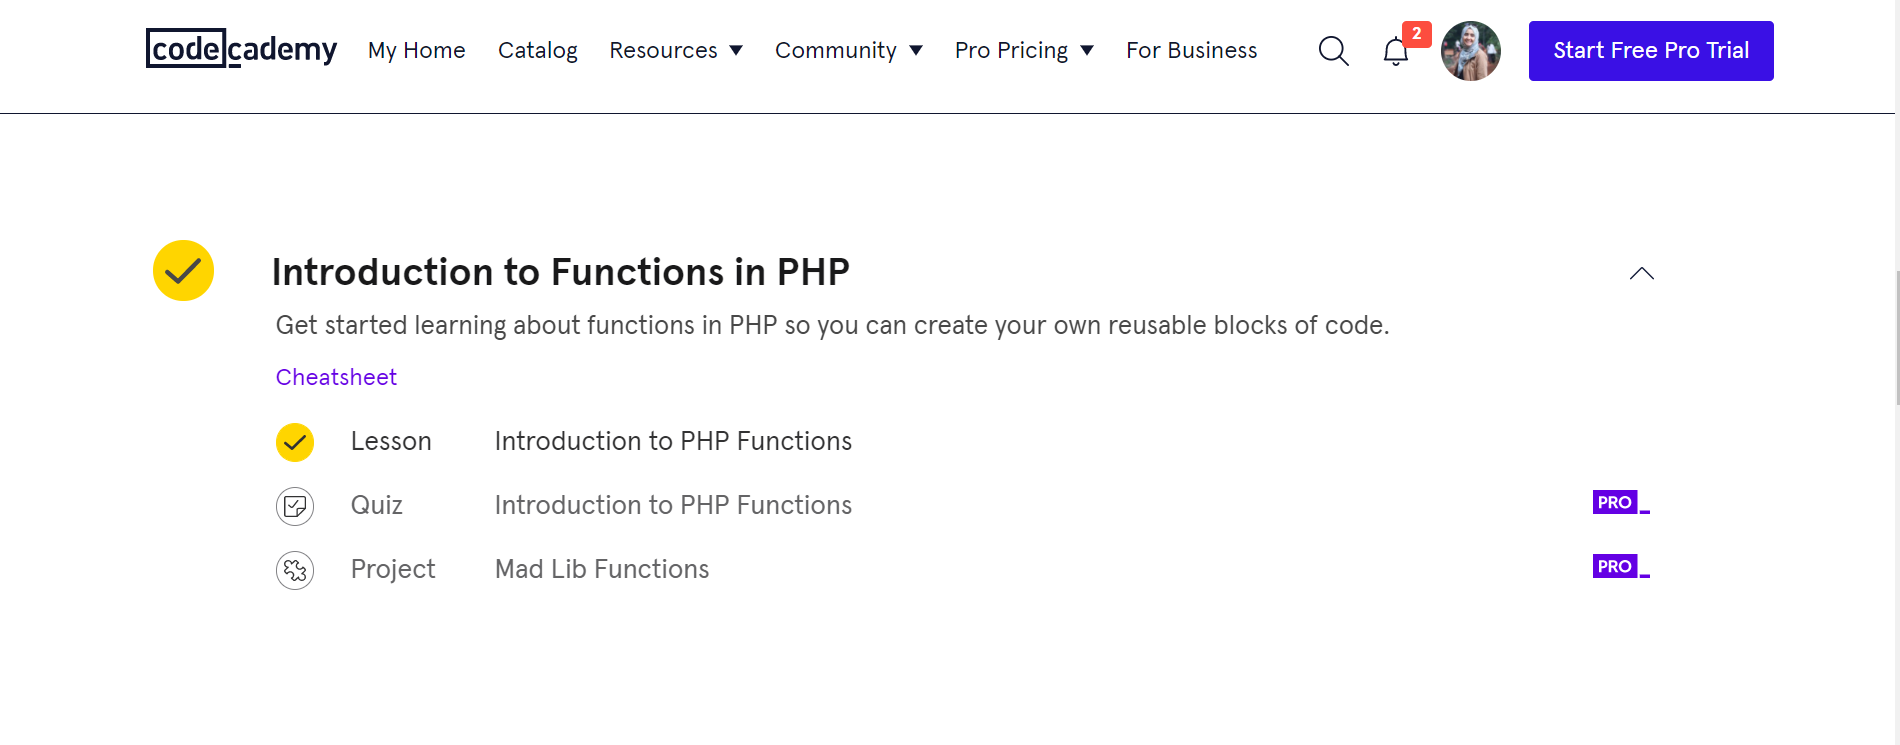 codecademy My Home Catalog Resources Community Pro Pricing For Business 2 Start Free Pro Trial
Introduction to Functions in PHP
Get started learning about functions in PHP so you can create your own reusable blocks of code.
Cheatsheet
Lesson Introduction to PHP Functions
Quiz Introduction to PHP Functions PRO
Project Mad Lib Functions PRO